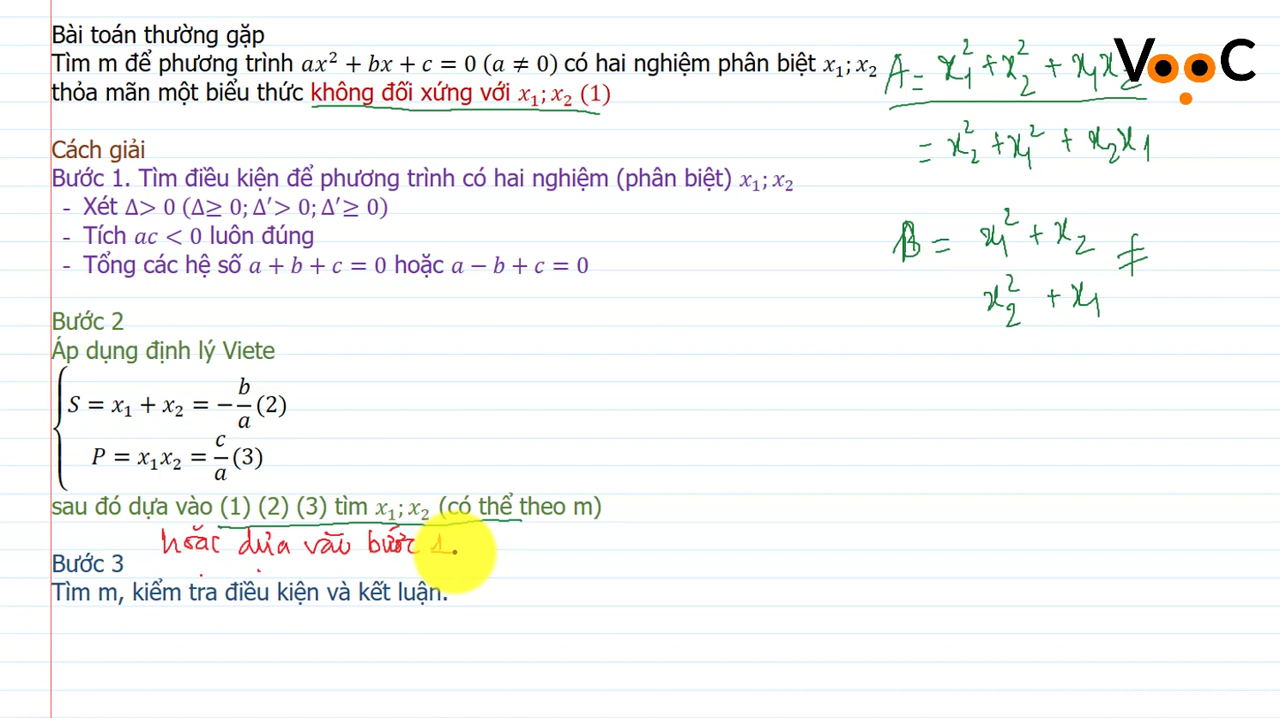 Bài toán thường gặp
Tìm m để phương trình ax² + bx + c = 0 (a ≠ 0) có hai nghiệm phân biệt x₁; x₂
thỏa mãn một biểu thức không đối xứng với x₁; x₂ (1)
Cách giải
Bước 1. Tìm điều kiện để phương trình có hai nghiệm (phân biệt) x₁; x₂
- Xét Δ> 0 (Δ≥ 0; Δ′> 0; Δ′≥ 0)
- Tích ac < 0 luôn đúng
- Tổng các hệ số a + b + c = 0 hoặc a − b + c = 0
Bước 2
Áp dụng định lý Viete
S = x₁ + x₂ = −b/a (2)
P = x₁x₂ = c/a (3)
sau đó dựa vào (1) (2) (3) tìm x₁; x₂ (có thể theo m)
hoặc dựa vào bước 1.
Bước 3
Tìm m, kiểm tra điều kiện và kết luận.
VOOC
A = x₁² + x₂² + x₁x₂
= x₂² + x₁² + x₂x₁
B = x₁² + x₂ ≠
x₂² + x₁